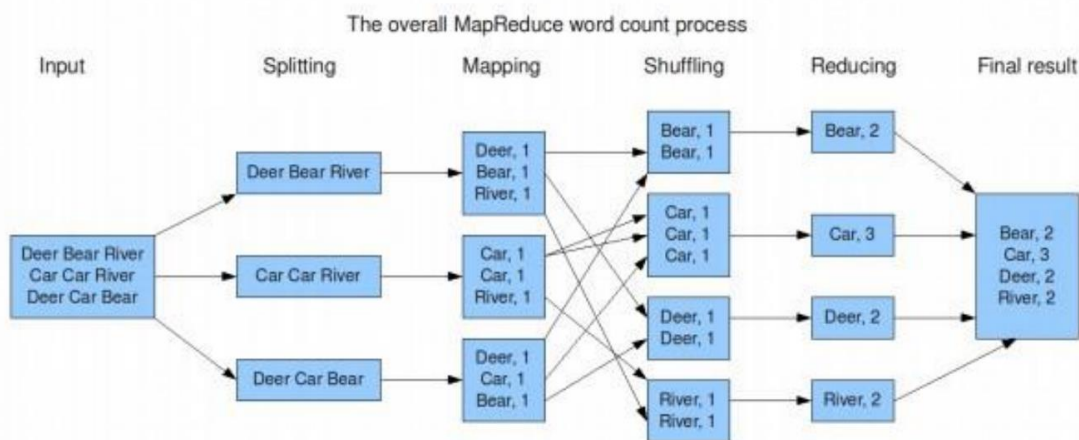 The overall MapReduce word count process
Input
Splitting
Mapping
Shuffling
Reducing
Final result
Deer Bear River
Car Car River
Deer Car Bear
Deer Bear River
Car Car River
Deer Car Bear
Deer, 1
Bear, 1
River, 1
Car, 1
Car, 1
River, 1
Deer, 1
Car, 1
Bear, 1
Bear, 1
Bear, 1
Car, 1
Car, 1
Car, 1
Deer, 1
Deer, 1
River, 1
River, 1
Bear, 2
Car, 3
Deer, 2
River, 2
Bear, 2
Car, 3
Deer, 2
River, 2